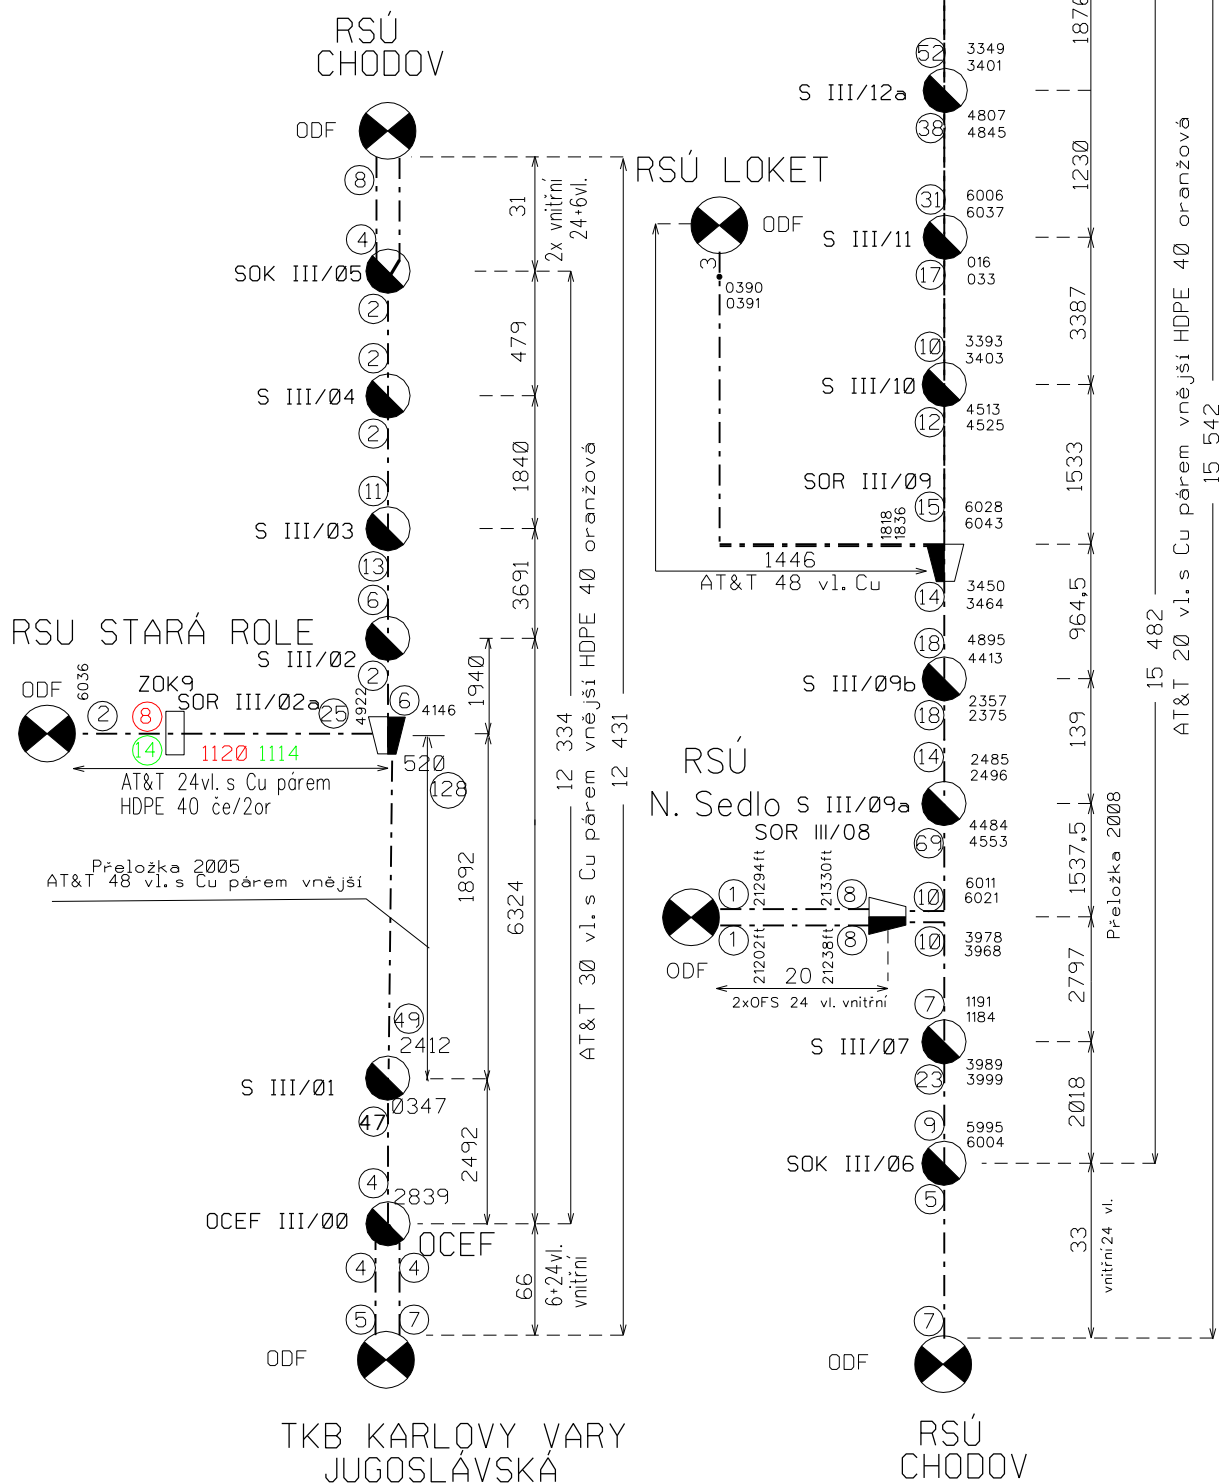 RSÚ
CHODOV
ODF
8
4
SOK III/05
2
2
S III/04
2
11
S III/03
13
6
S III/02
2
RSU STARÁ ROLE
ODF
6036
2
ZOK9
8
14
SOR III/02a
25
4922
6
4146
1120 1114
520
128
AT&T 24vl. s Cu párem
HDPE 40 če/2or
Přeložka 2005
AT&T 48 vl. s Cu párem vnější
49
2412
S III/01
0347
47
4
2839
OCEF III/00
OCEF
4
4
5
7
ODF
TKB KARLOVY VARY
JUGOSLÁVSKÁ
31
2x vnitřní
24+6vl.
479
1840
3691
1940
1892
6324
2492
66
6+24vl.
vnitřní
12 334
AT&T 30 vl. s Cu párem vnější HDPE 40 oranžová
12 431
RSÚ LOKET
ODF
3
0390
0391
1446
AT&T 48 vl. Cu
1818
1836
1876
52
3349
3401
S III/12a
38
4807
4845
31
6006
6037
S III/11
17
016
033
10
3393
3403
S III/10
12
4513
4525
SOR III/09
15
6028
6043
14
3450
3464
18
4895
4413
S III/09b
18
2357
2375
14
2485
2496
RSÚ
N. Sedlo
S III/09a
SOR III/08
69
4484
4553
10
6011
6021
1
21294ft
21330ft
8
1
21202ft
21238ft
8
ODF
20
2xOFS 24 vl. vnitřní
10
3978
3968
7
1191
1184
S III/07
23
3989
3999
9
5995
6004
SOK III/06
5
7
ODF
RSÚ
CHODOV
1230
3387
1533
964,5
139
1537,5
Přeložka 2008
2797
2018
33
vnitřní 24 vl.
15 482
AT&T 20 vl. s Cu párem vnější HDPE 40 oranžová
15 542